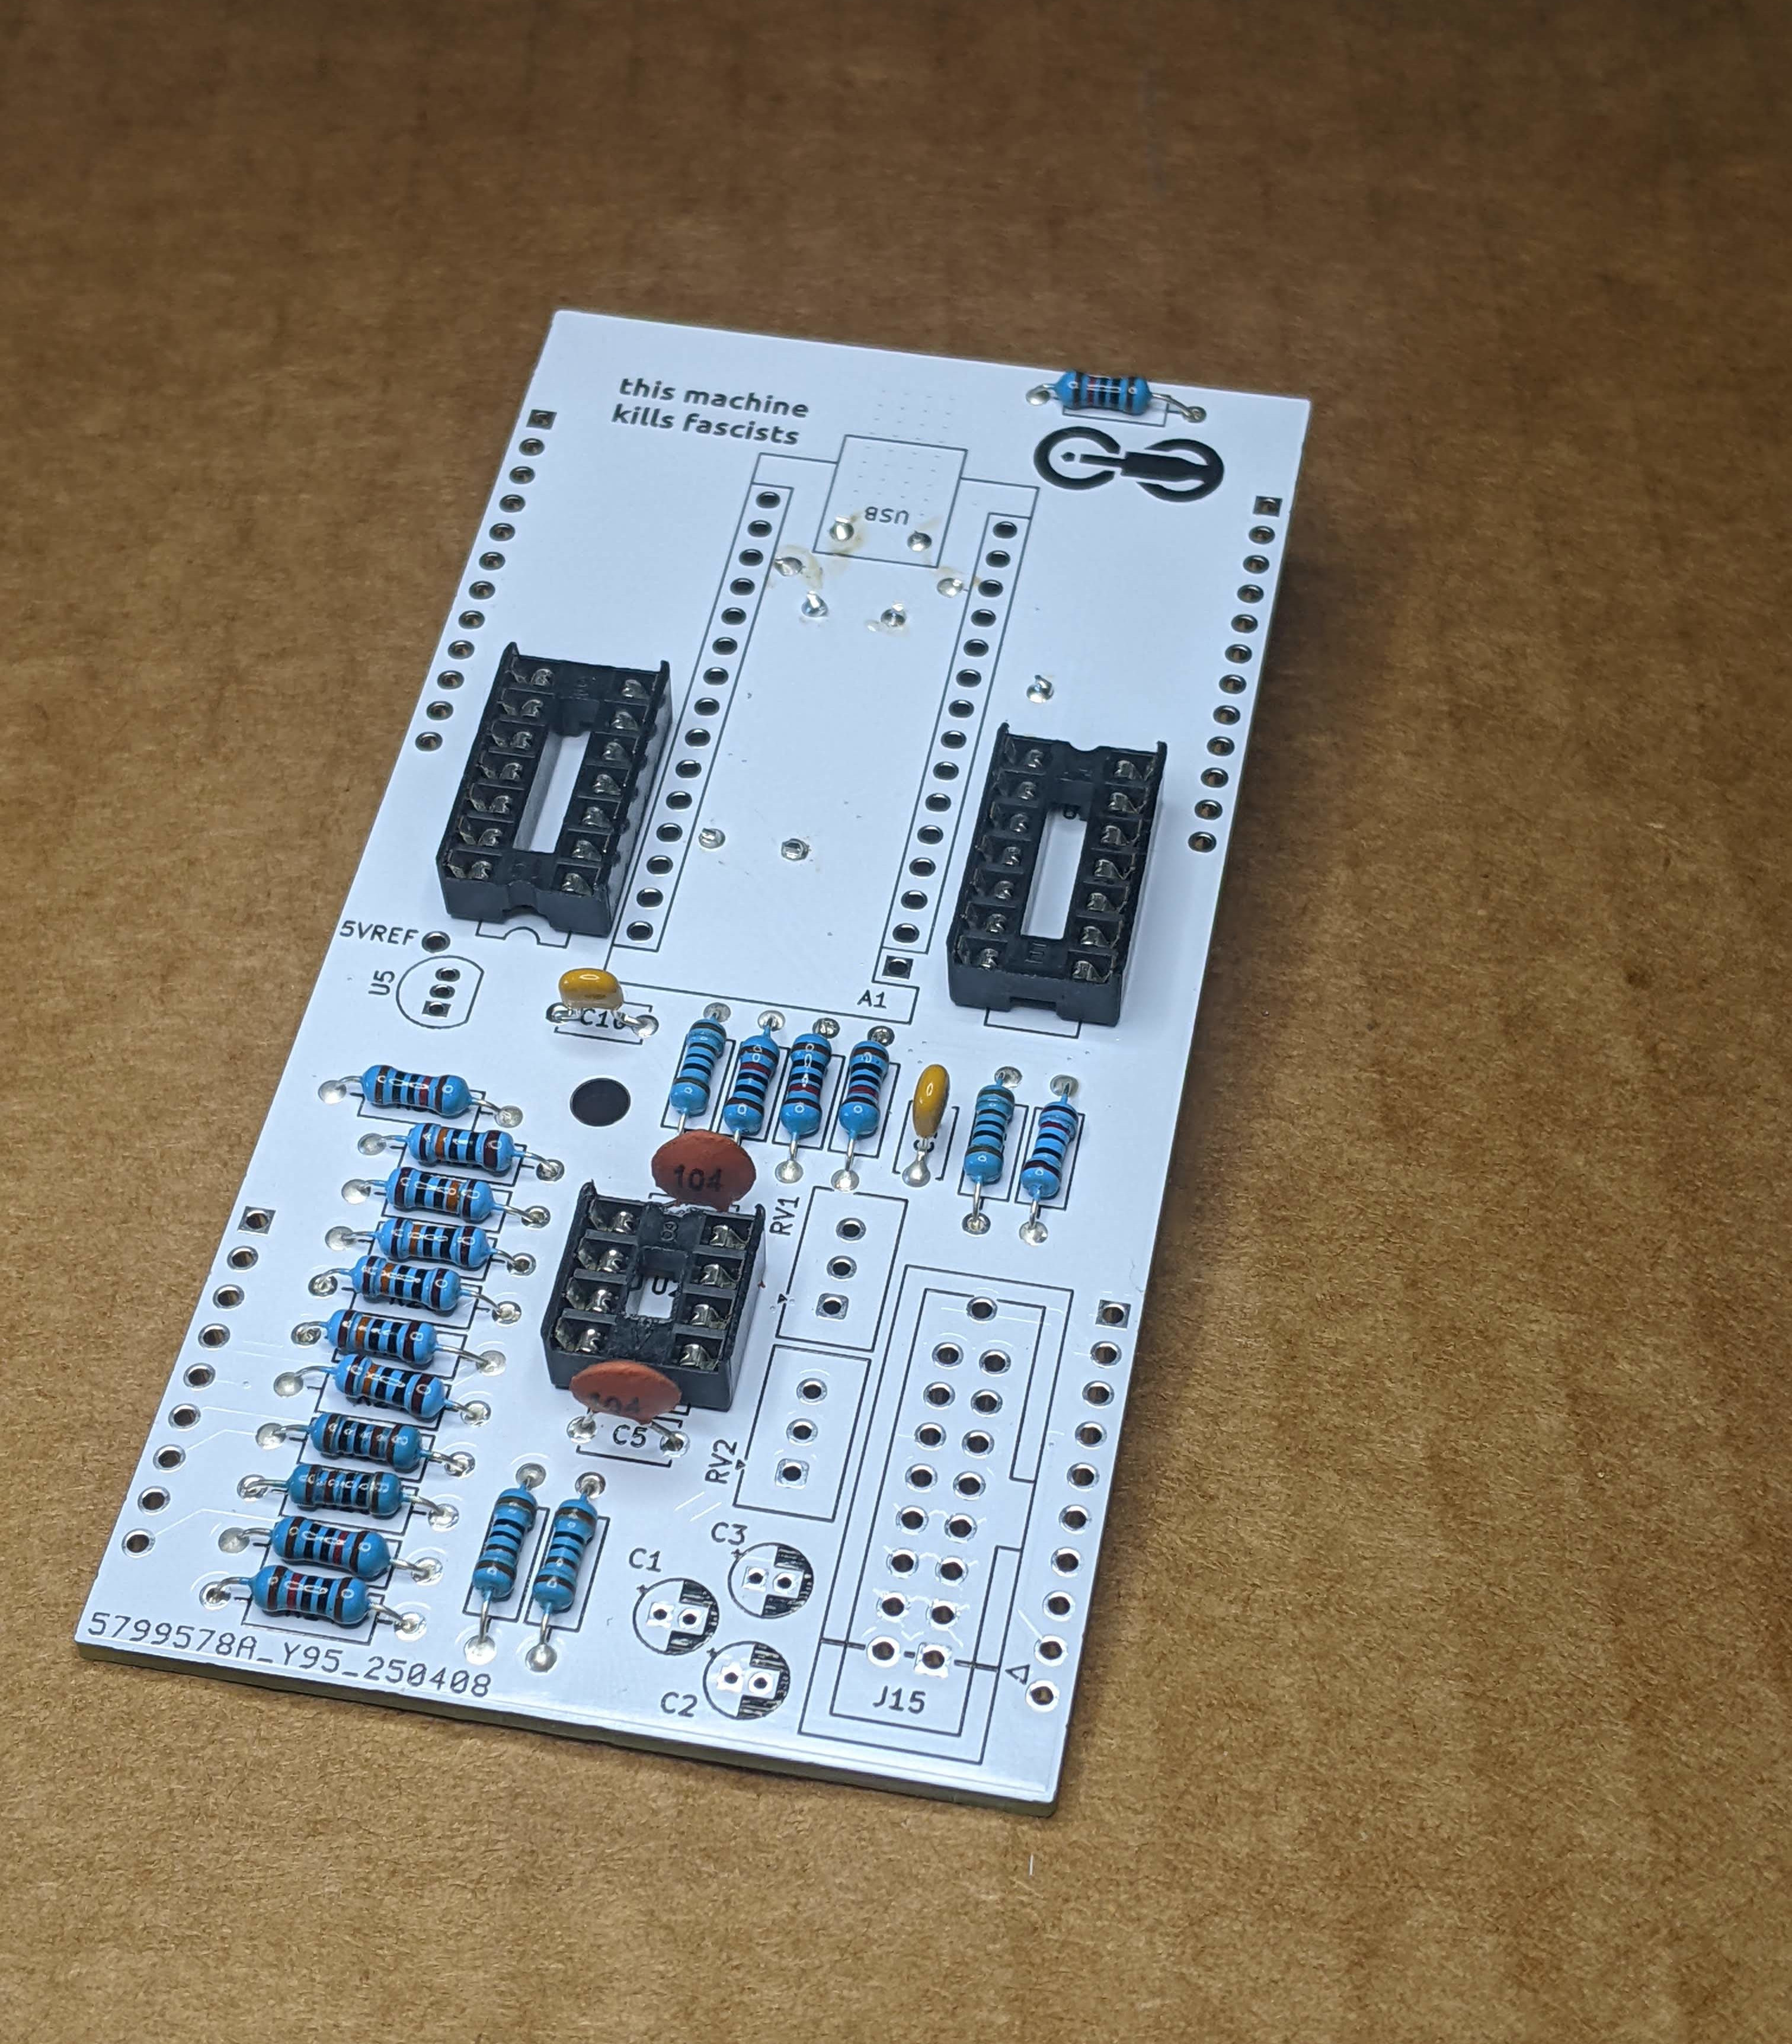 this machine
kills fascists
USB
5VREF
U5
A1
C10
104
RV1
U2
104
C5
RV2
C3
C1
C2
J15
5799578A_Y95_250408